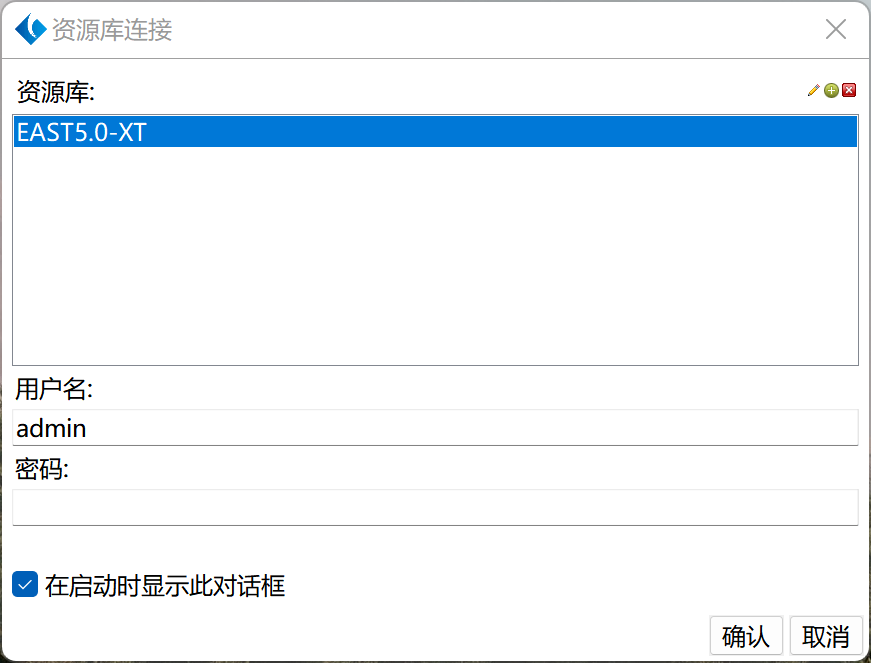 资源库连接
资源库:
EAST5.0-XT
用户名:
admin
密码:
在启动时显示此对话框
确认 取消